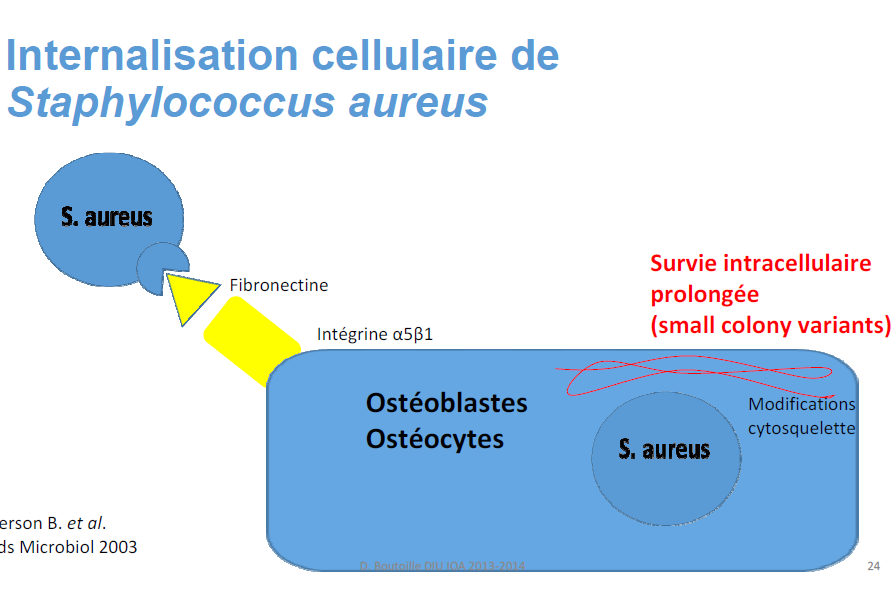 Internalisation cellulaire de
Staphylococcus aureus
S. aureus
Fibronectine
Intégrine α5β1
Survie intracellulaire
prolongée
(small colony variants)
Ostéoblastes
Ostéocytes
Modifications
cytosquelette
S. aureus
erson B. et al.
ds Microbiol 2003
D. Boutoille DIU IOA 2013-2014
24